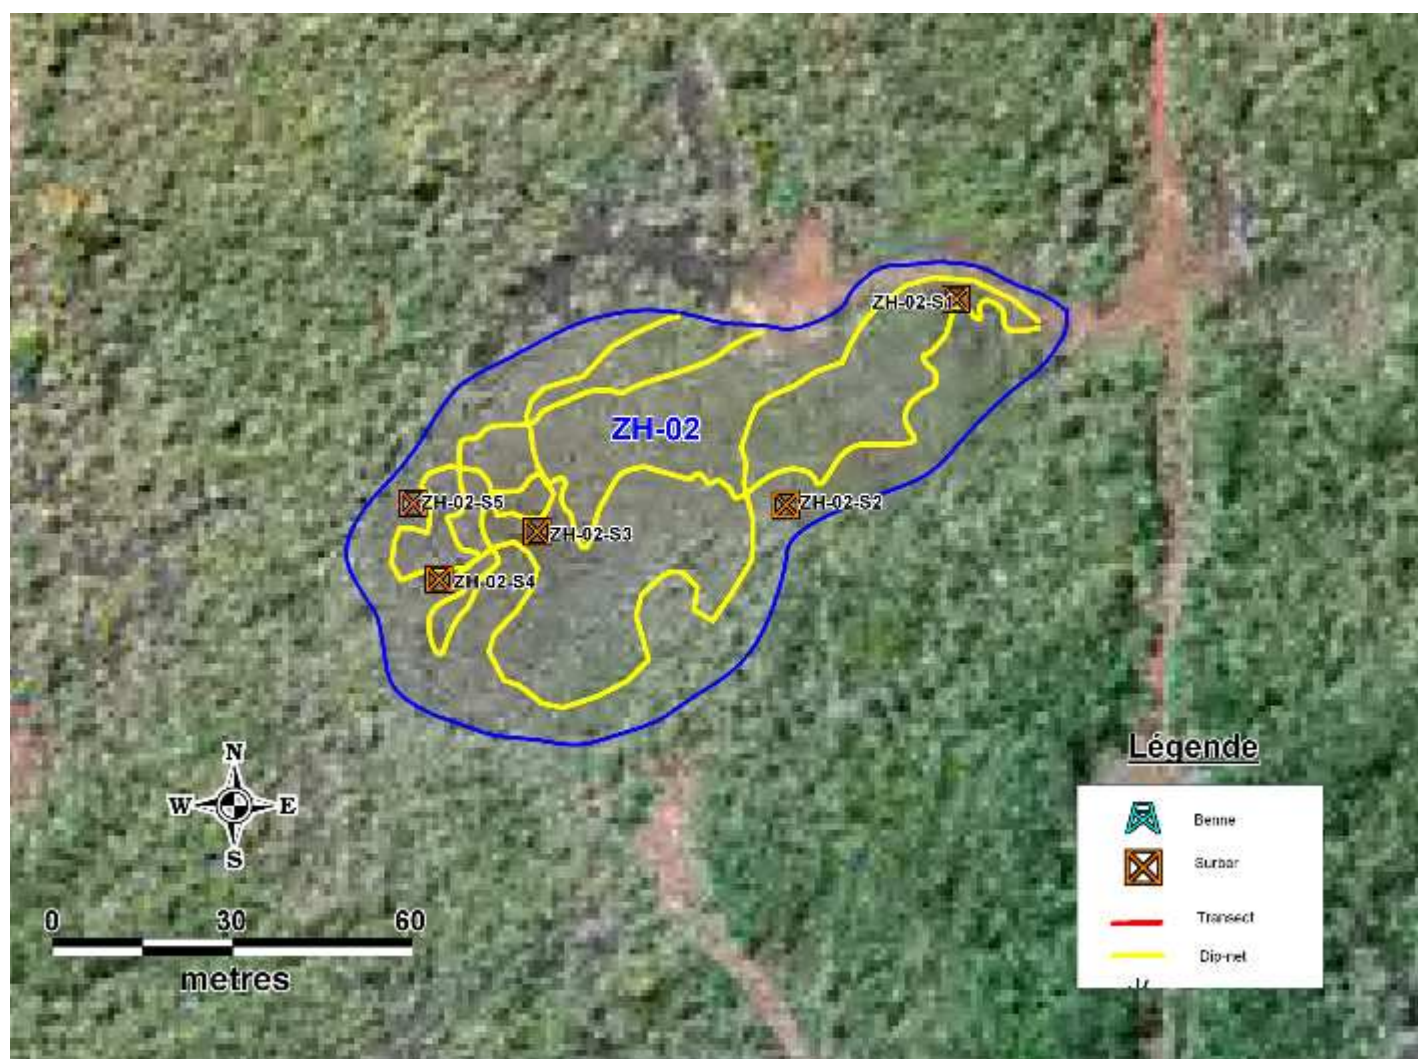 ZH-02-S1
ZH-02
ZH-02-S5
ZH-02-S2
ZH-02-S3
ZH-02-S4
Légende
N
W E
S
Benne
Surber
Transect
Dip-net
0 30 60
metres